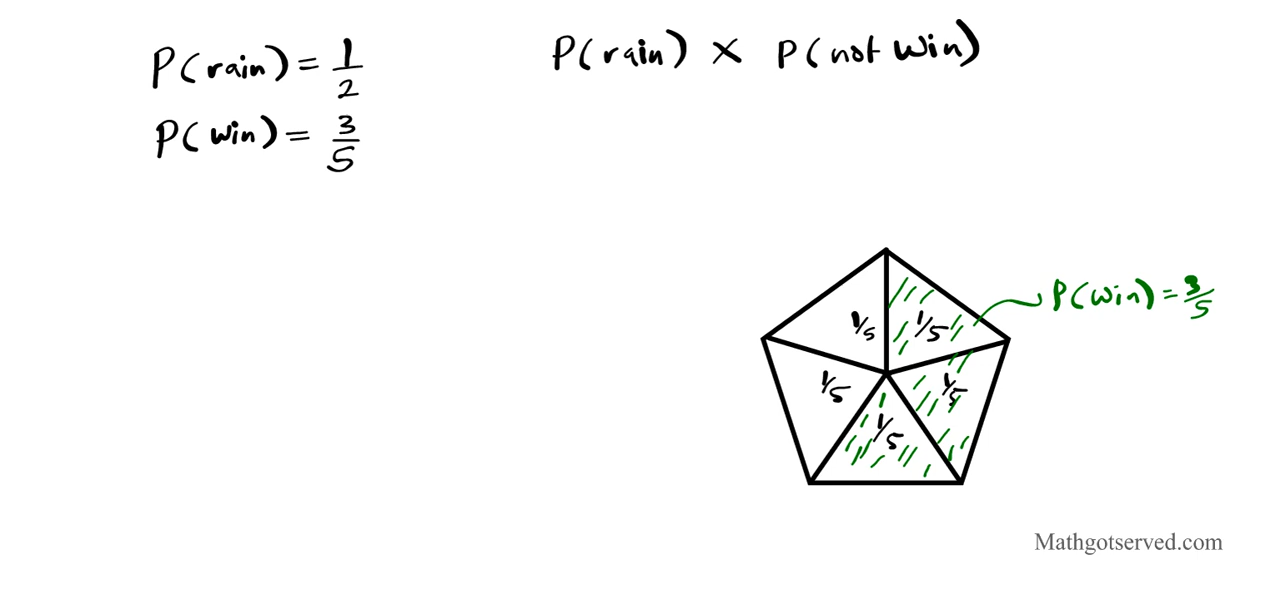 P(rain) = 1/2
P(rain) × P(not win)
P(win) = 3/5
P(win) = 3/5
1/5
1/5
1/5
1/5
1/5
Mathgotserved.com